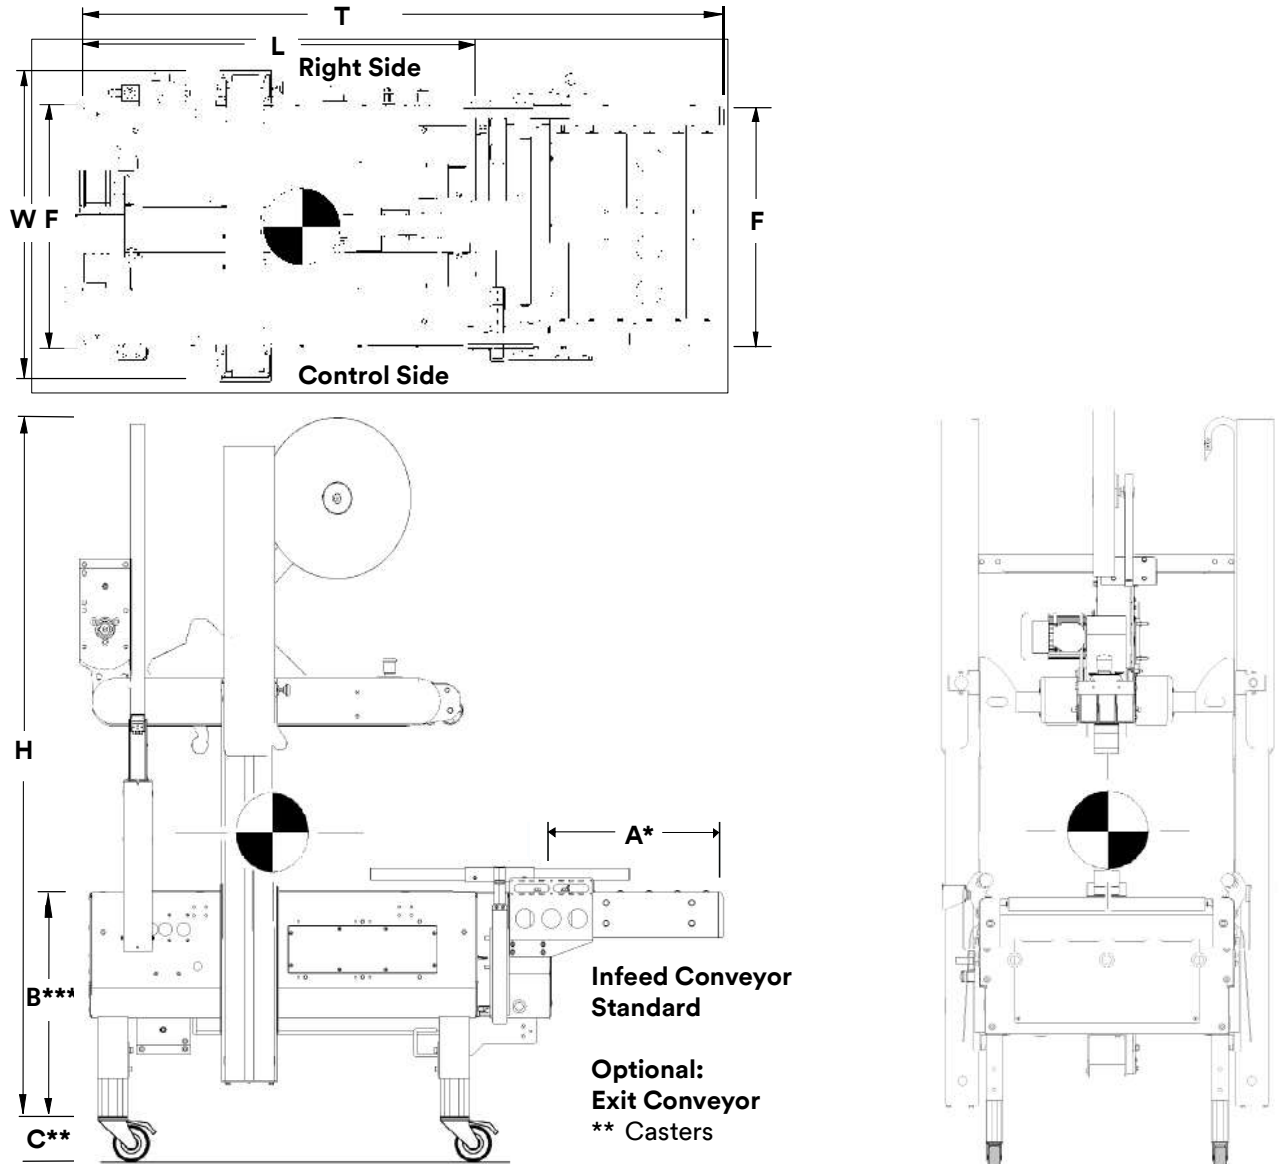 T
L
Right Side
W
F
F
Control Side
H
A*
B***
Infeed Conveyor
Standard
Optional:
Exit Conveyor
** Casters
C**